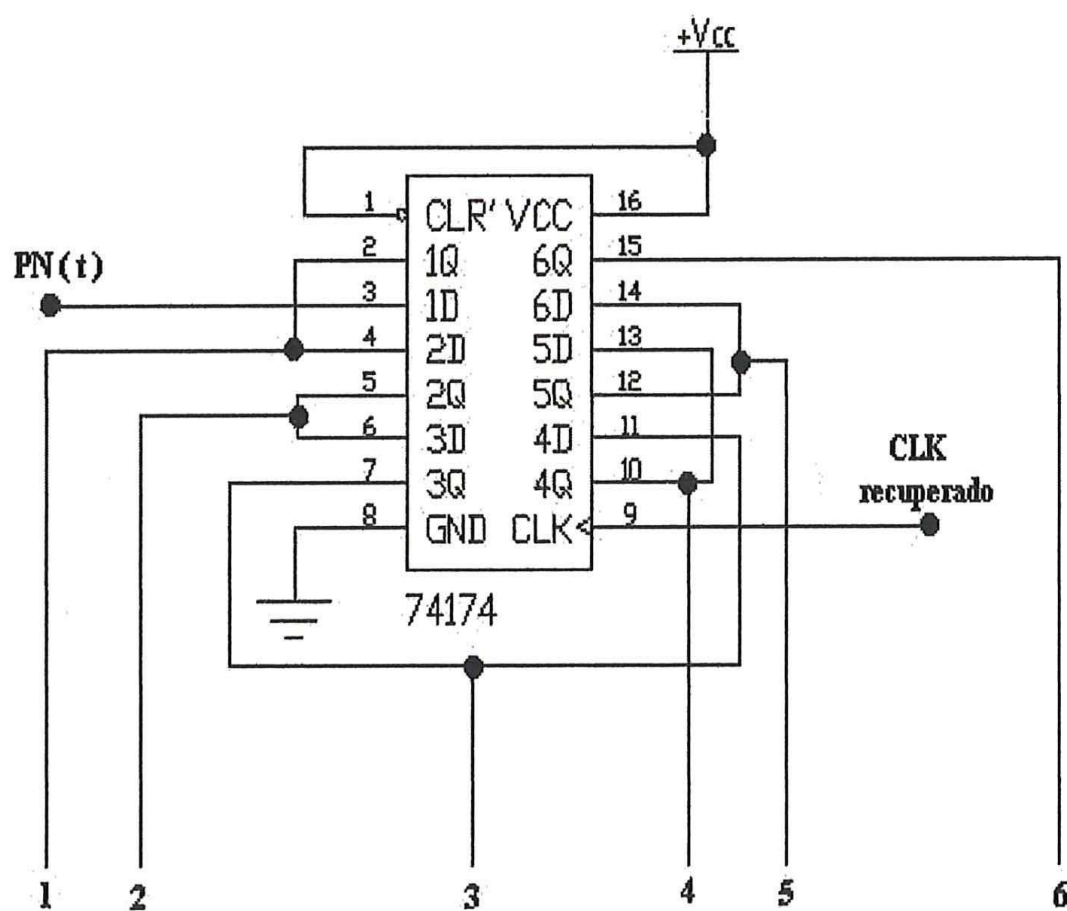 +Vcc
1 CLR' VCC 16
2 1Q 6Q 15
PN(t)
3 1D 6D 14
4 2D 5D 13
5 2Q 5Q 12
6 3D 4D 11
7 3Q 4Q 10
CLK
recuperado
8 GND CLK 9
74174
1 2 3 4 5 6